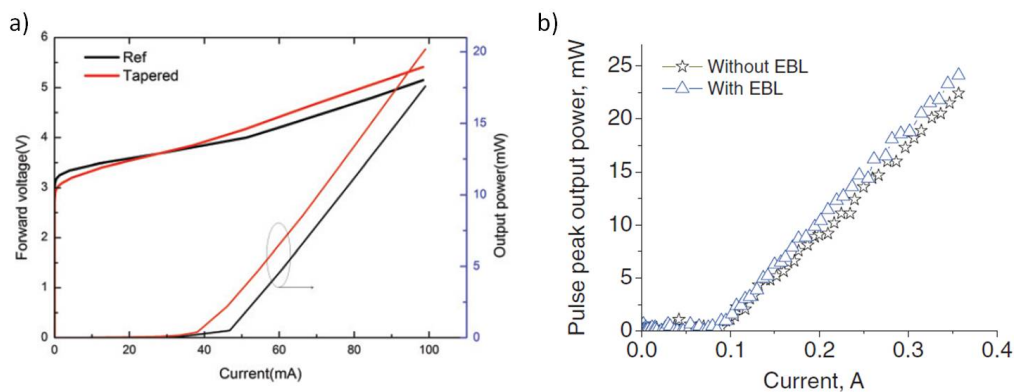 a)
Ref
Tapered
Forward voltage(V)
6
5
4
3
2
1
0
0 20 40 60 80 100
Current(mA)
20
15
10
5
0
Output power(mW)
b)
Without EBL
With EBL
Pulse peak output power, mW
25
20
15
10
5
0
0.0 0.1 0.2 0.3 0.4
Current, A